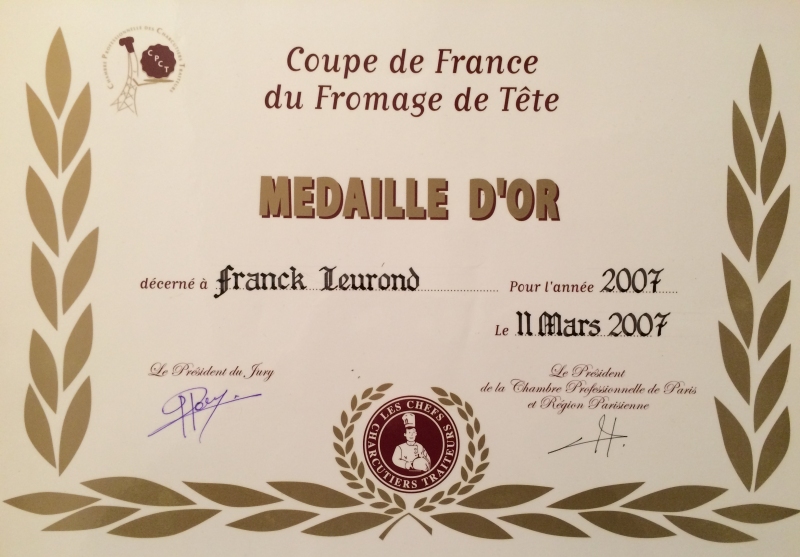 CPCT
Coupe de France
du Fromage de Tête
MEDAILLE D'OR
décerné à Franck Leurond Pour l'année 2007
Le 11 Mars 2007
Le Président du Jury
Le Président
de la Chambre Professionnelle de Paris
et Région Parisienne
LES CHEFS
CHARCUTIERS TRAITEURS